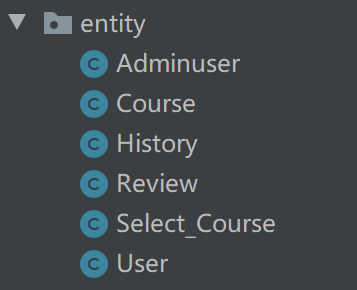 entity
C Adminuser
C Course
C History
C Review
C Select_Course
C User